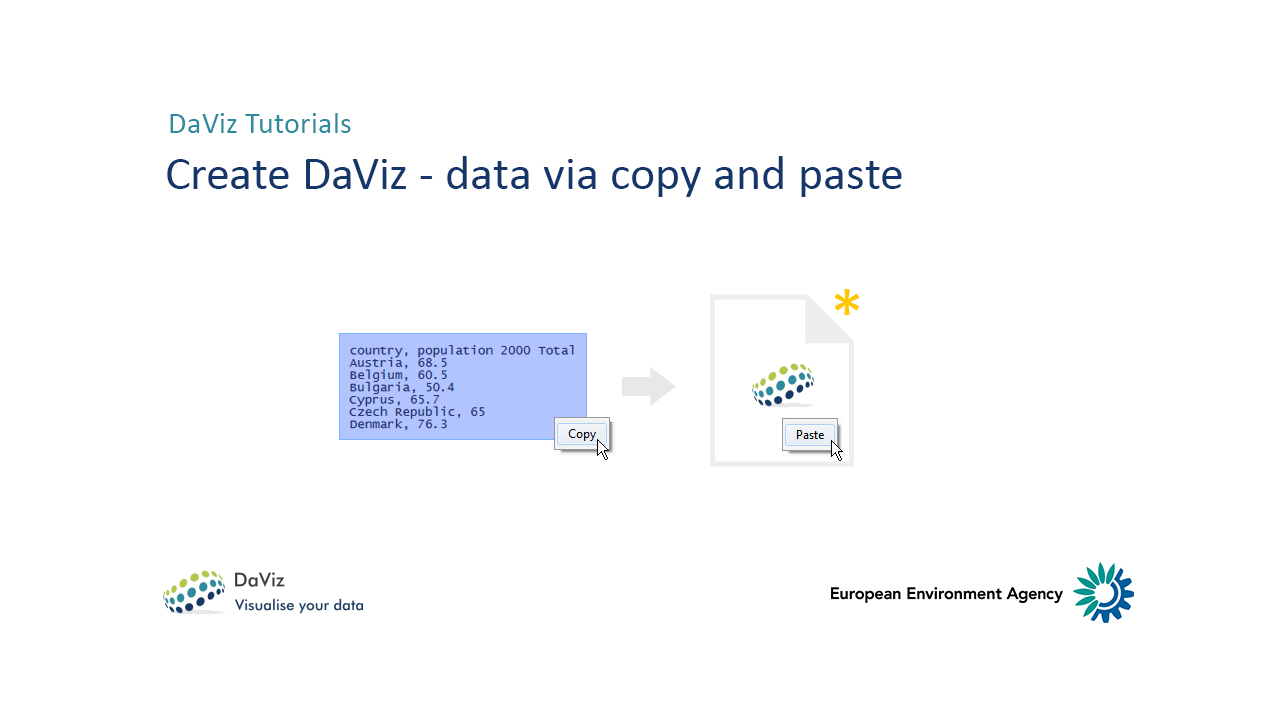 DaViz Tutorials
Create DaViz - data via copy and paste
*
country, population 2000 Total
Austria, 68.5
Belgium, 60.5
Bulgaria, 50.4
Cyprus, 65.7
Czech Republic, 65
Denmark, 76.3
Copy
Paste
DaViz
Visualise your data
European Environment Agency